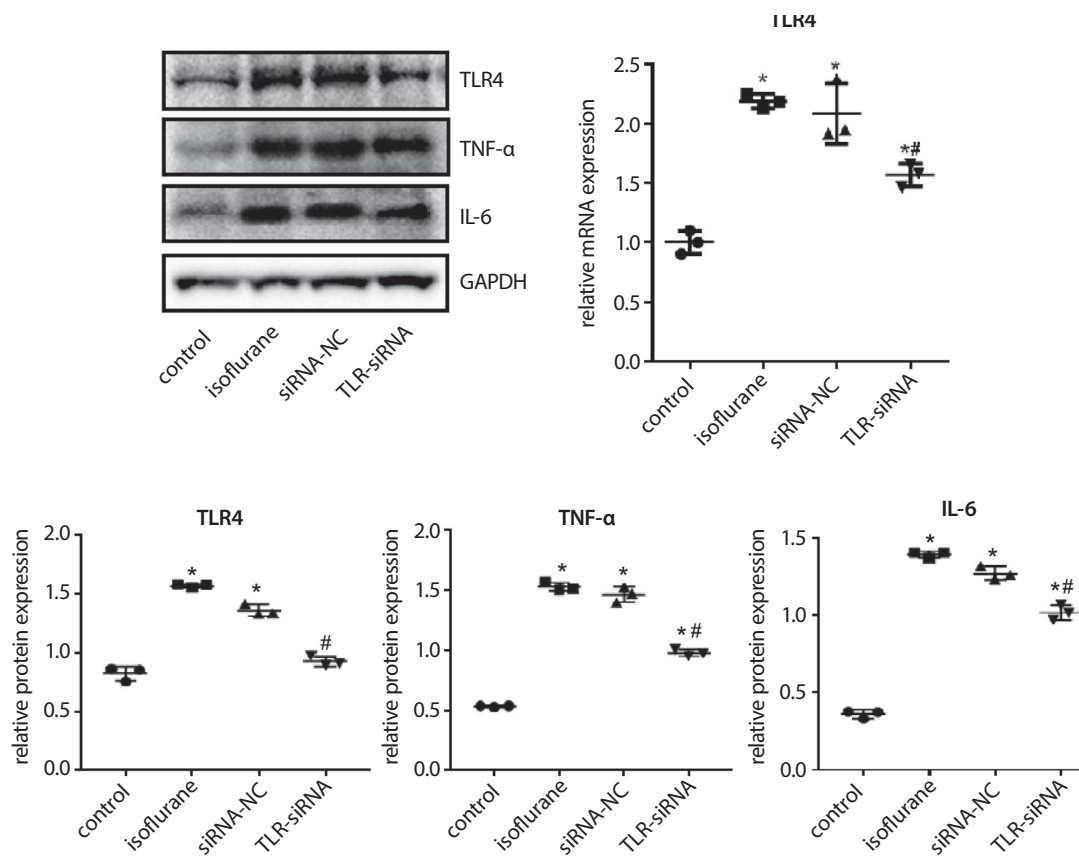 TLR4
TNF-α
IL-6
GAPDH
control
isoflurane
siRNA-NC
TLR-siRNA
TLR4
relative mRNA expression
2.5
2.0
1.5
1.0
0.5
0.0
*
*
*#
control
isoflurane
siRNA-NC
TLR-siRNA
TLR4
relative protein expression
2.0
1.5
1.0
0.5
0.0
*
*
#
control
isoflurane
siRNA-NC
TLR-siRNA
TNF-α
relative protein expression
2.0
1.5
1.0
0.5
0.0
*
*
*#
control
isoflurane
siRNA-NC
TLR-siRNA
IL-6
relative protein expression
1.5
1.0
0.5
0.0
*
*
*#
control
isoflurane
siRNA-NC
TLR-siRNA